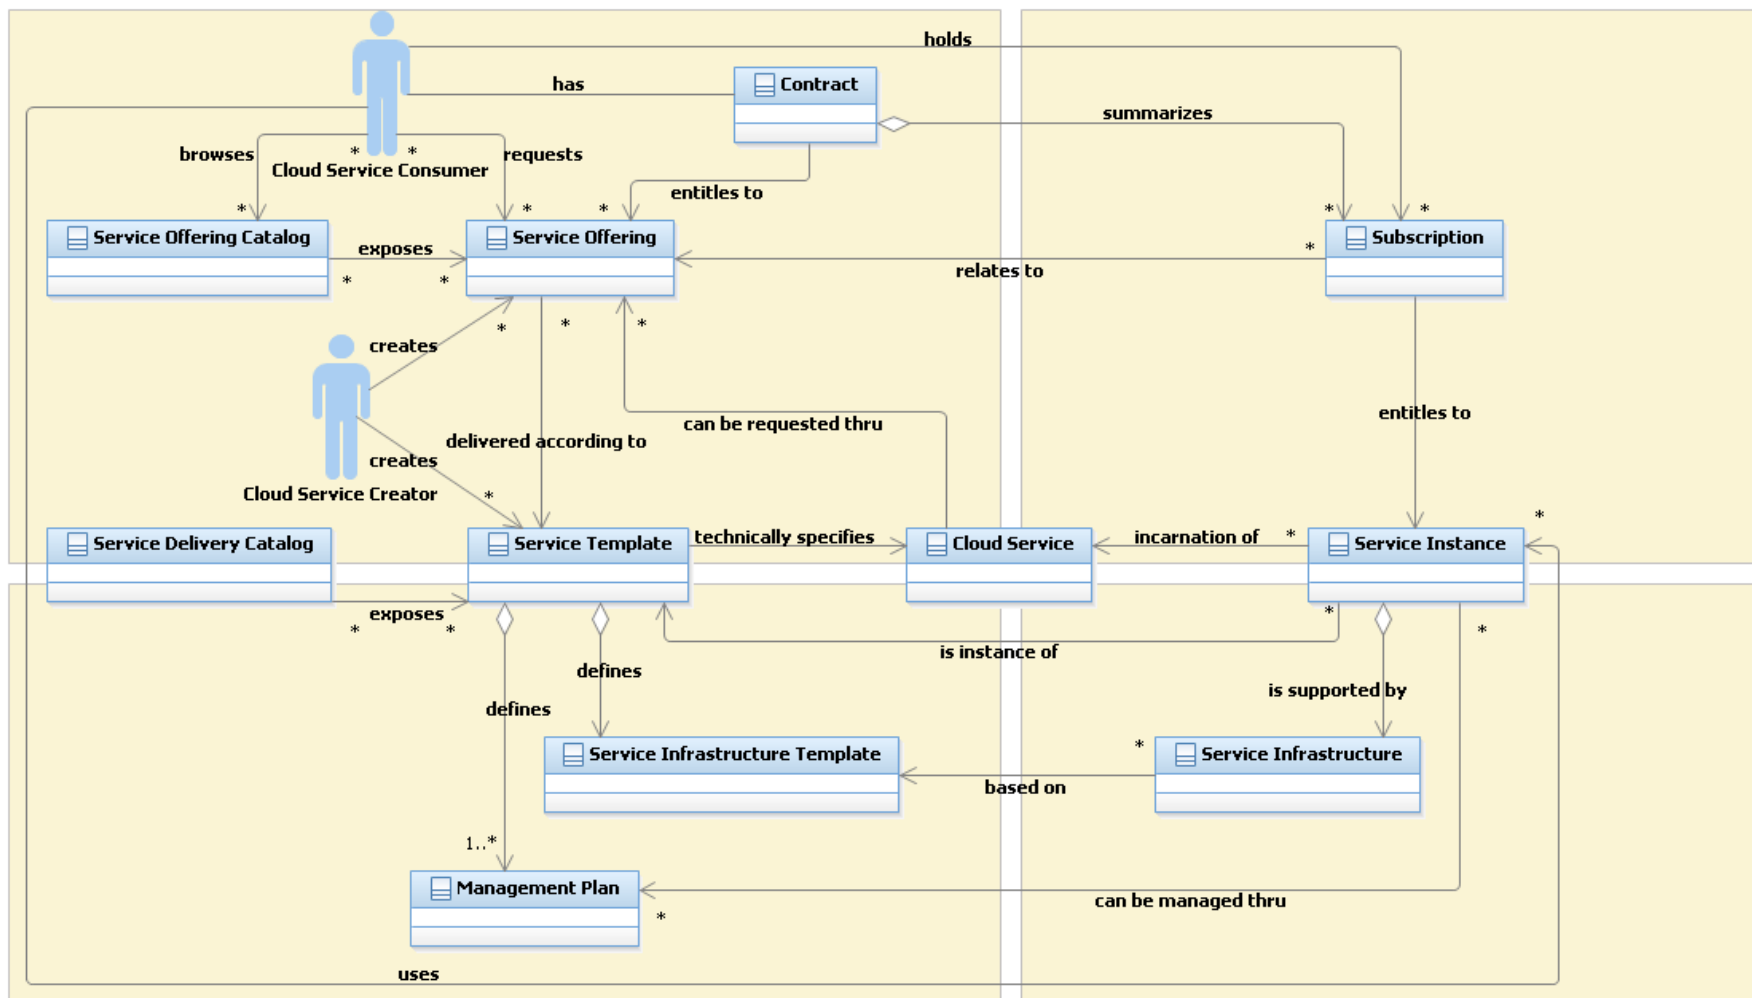 holds
has
Contract
summarizes
browses
*
*
requests
Cloud Service Consumer
entitles to
*
*
*
*
*
Service Offering Catalog
exposes
Service Offering
*
Subscription
relates to
*
*
*
*
*
creates
entitles to
can be requested thru
delivered according to
creates
Cloud Service Creator
*
*
Service Delivery Catalog
Service Template
technically specifies
Cloud Service
incarnation of
*
Service Instance
exposes
*
*
*
*
is instance of
defines
is supported by
defines
Service Infrastructure Template
*
Service Infrastructure
based on
1..*
Management Plan
can be managed thru
*
uses